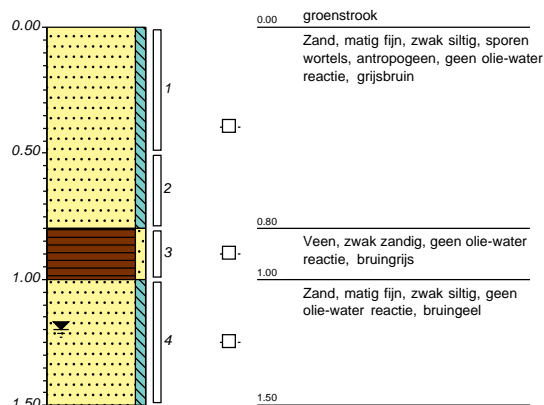 groenstrook
0.00
0.00
Zand, matig fijn, zwak siltig, sporen
wortels, antropogeen, geen olie-water
reactie, grijsbruin
1
0.50
2
0.80
Veen, zwak zandig, geen olie-water
reactie, bruingrijs
3
1.00
1.00
Zand, matig fijn, zwak siltig, geen
olie-water reactie, bruingeel
4
1.50
1.50